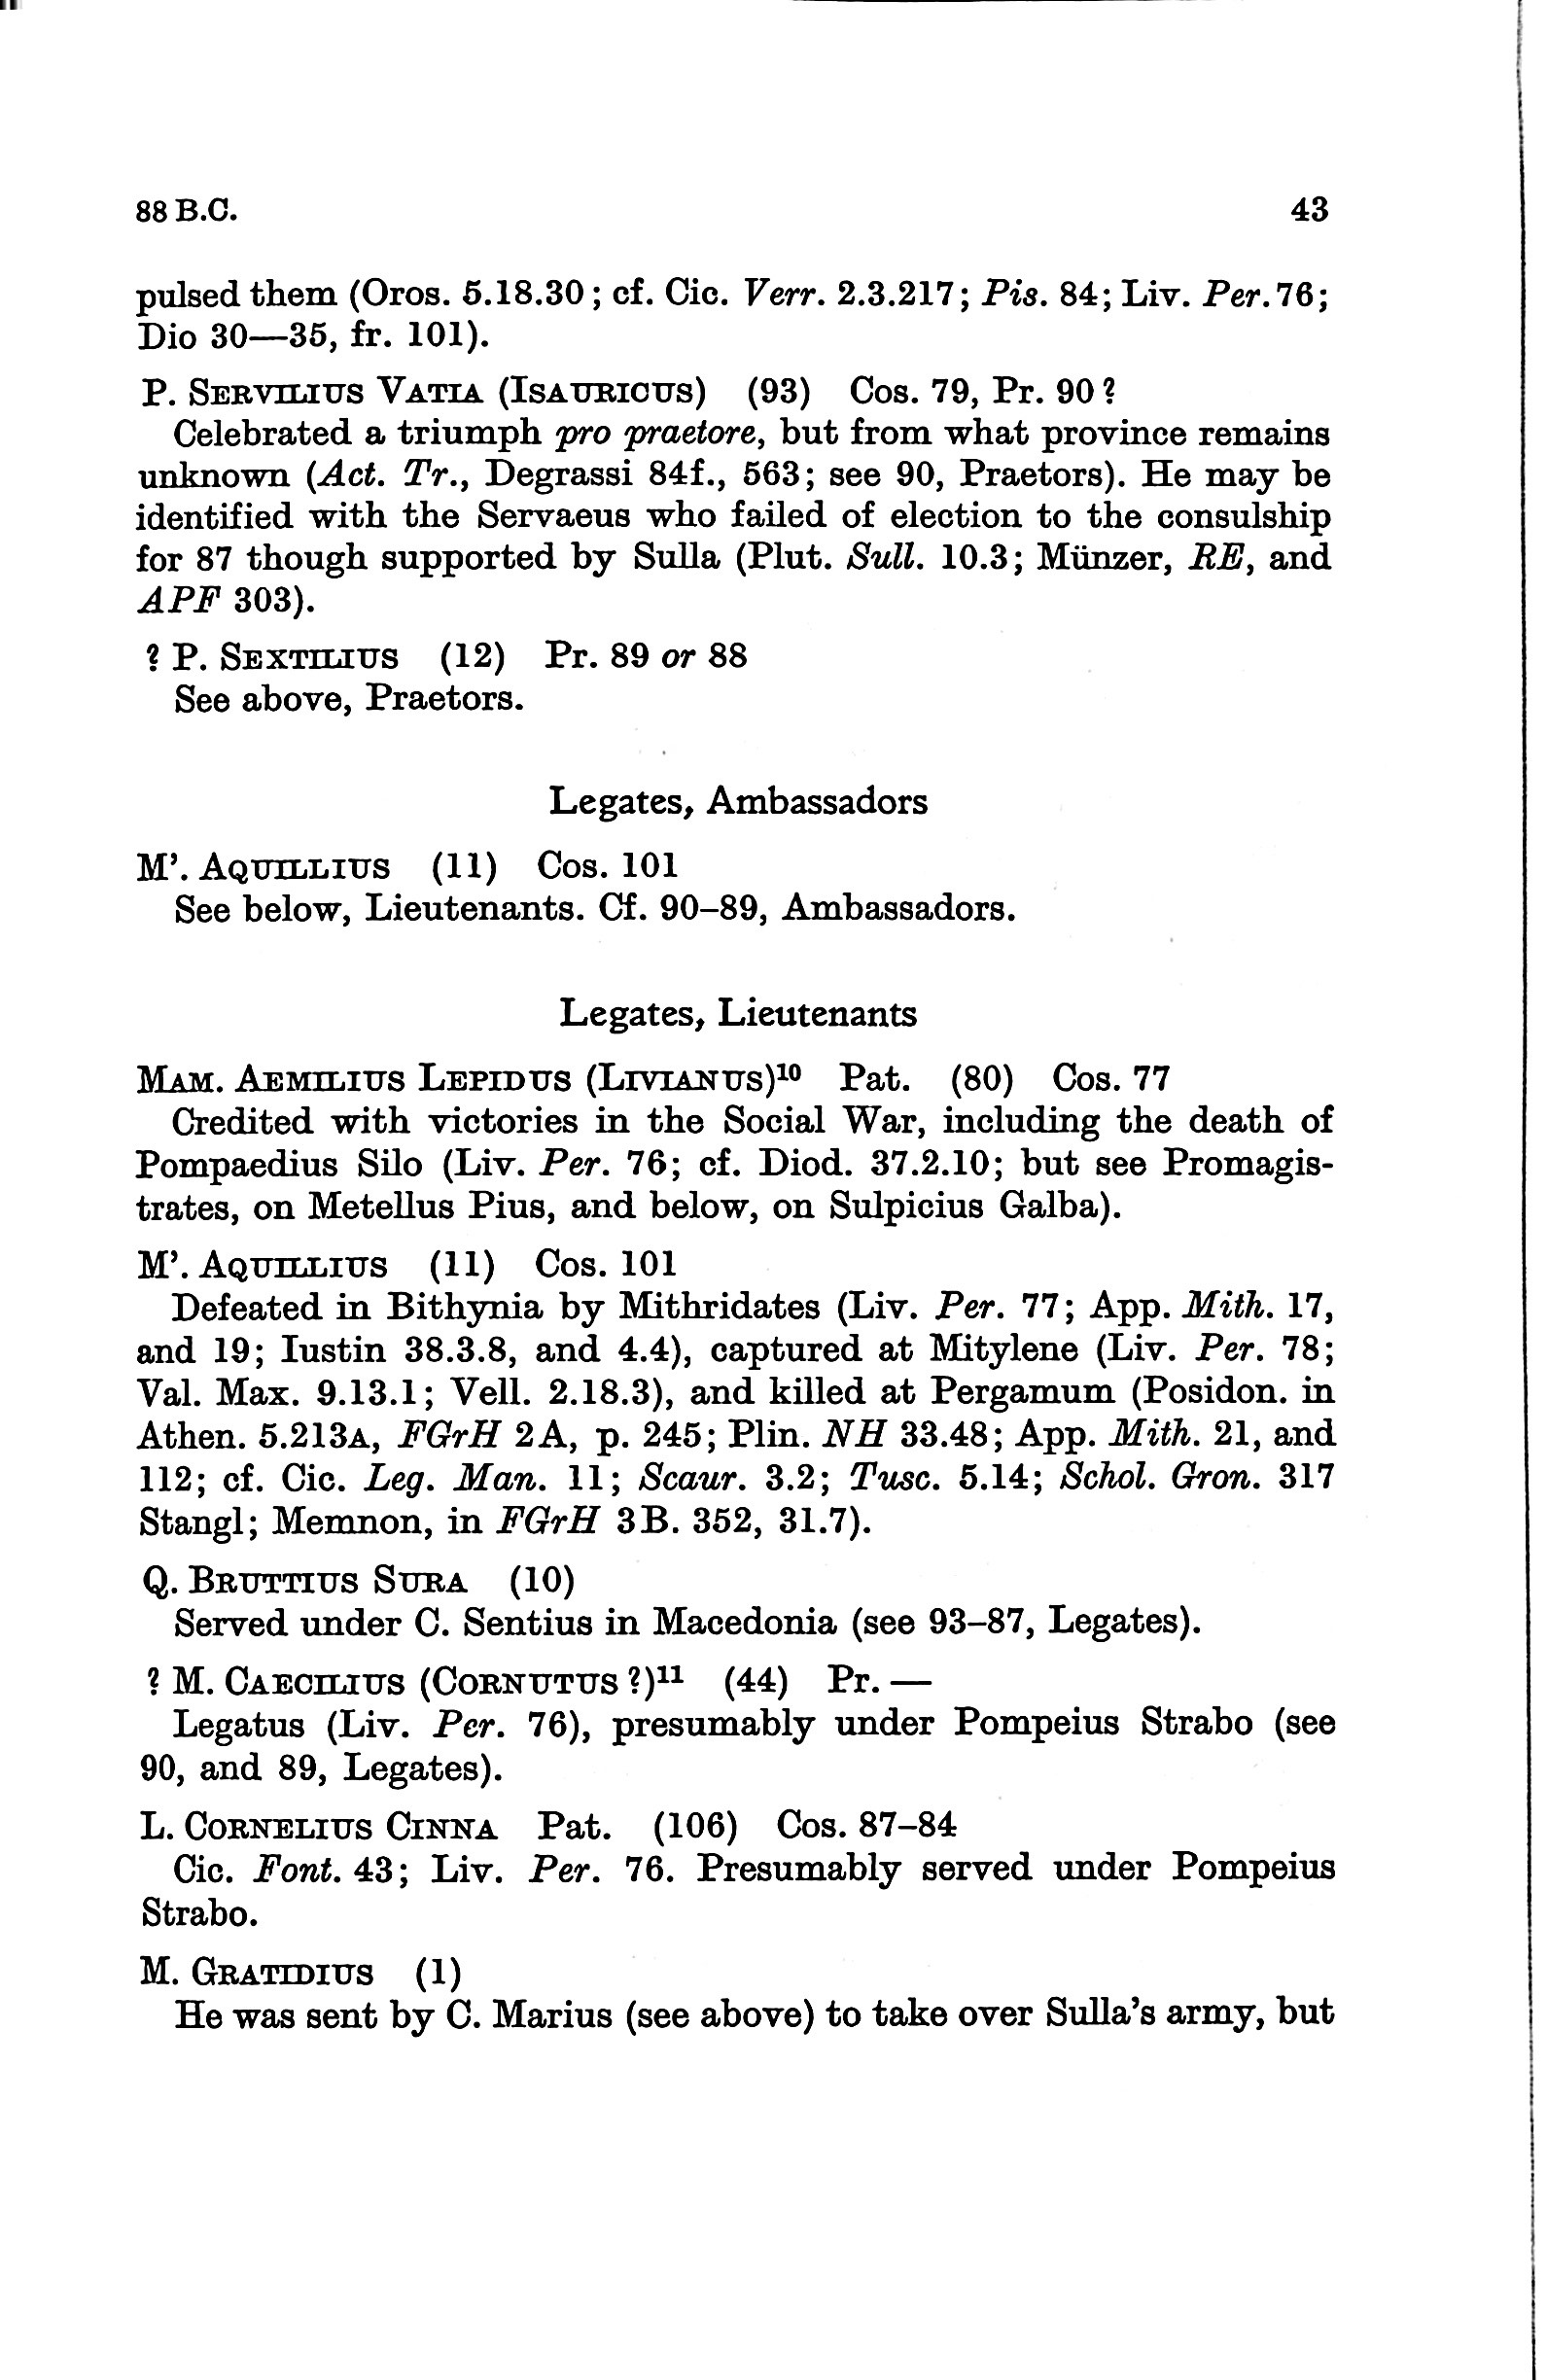 88 B.C. 43
pulsed them (Oros. 5.18.30; cf. Cic. Verr. 2.3.217; Pis. 84; Liv. Per. 76;
Dio 30—35, fr. 101).
P. SERVILIUS VATIA (ISAURICUS) (93) Cos. 79, Pr. 90?
Celebrated a triumph pro praetore, but from what province remains
unknown (Act. Tr., Degrassi 84f., 563; see 90, Praetors). He may be
identified with the Servaeus who failed of election to the consulship
for 87 though supported by Sulla (Plut. Sull. 10.3; Münzer, RE, and
APF 303).
? P. SEXTILIUS (12) Pr. 89 or 88
See above, Praetors.
Legates, Ambassadors
M’. AQUILLIUS (11) Cos. 101
See below, Lieutenants. Cf. 90–89, Ambassadors.
Legates, Lieutenants
MAM. AEMILIUS LEPIDUS (LIVIANUS)¹⁰ Pat. (80) Cos. 77
Credited with victories in the Social War, including the death of
Pompaedius Silo (Liv. Per. 76; cf. Diod. 37.2.10; but see Promagis-
trates, on Metellus Pius, and below, on Sulpicius Galba).
M’. AQUILLIUS (11) Cos. 101
Defeated in Bithynia by Mithridates (Liv. Per. 77; App. Mith. 17,
and 19; Iustin 38.3.8, and 4.4), captured at Mitylene (Liv. Per. 78;
Val. Max. 9.13.1; Vell. 2.18.3), and killed at Pergamum (Posidon. in
Athen. 5.213A, FGrH 2A, p. 245; Plin. NH 33.48; App. Mith. 21, and
112; cf. Cic. Leg. Man. 11; Scaur. 3.2; Tusc. 5.14; Schol. Gron. 317
Stangl; Memnon, in FGrH 3B. 352, 31.7).
Q. BRUTTIUS SURA (10)
Served under C. Sentius in Macedonia (see 93–87, Legates).
? M. CAECILIUS (CORNUTUS?)¹¹ (44) Pr. —
Legatus (Liv. Per. 76), presumably under Pompeius Strabo (see
90, and 89, Legates).
L. CORNELIUS CINNA Pat. (106) Cos. 87–84
Cic. Font. 43; Liv. Per. 76. Presumably served under Pompeius
Strabo.
M. GRATIDIUS (1)
He was sent by C. Marius (see above) to take over Sulla’s army, but